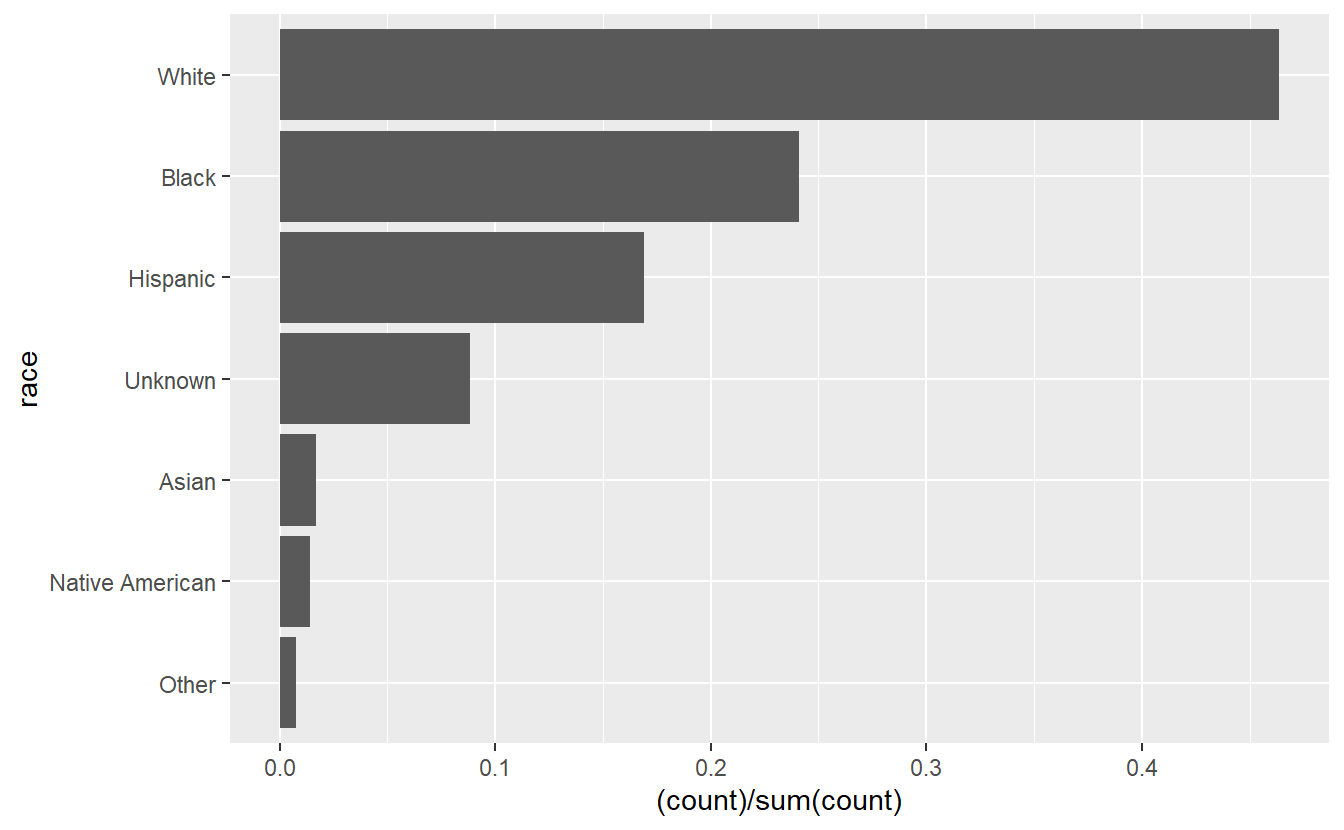 race
White
Black
Hispanic
Unknown
Asian
Native American
Other
0.0 0.1 0.2 0.3 0.4
(count)/sum(count)